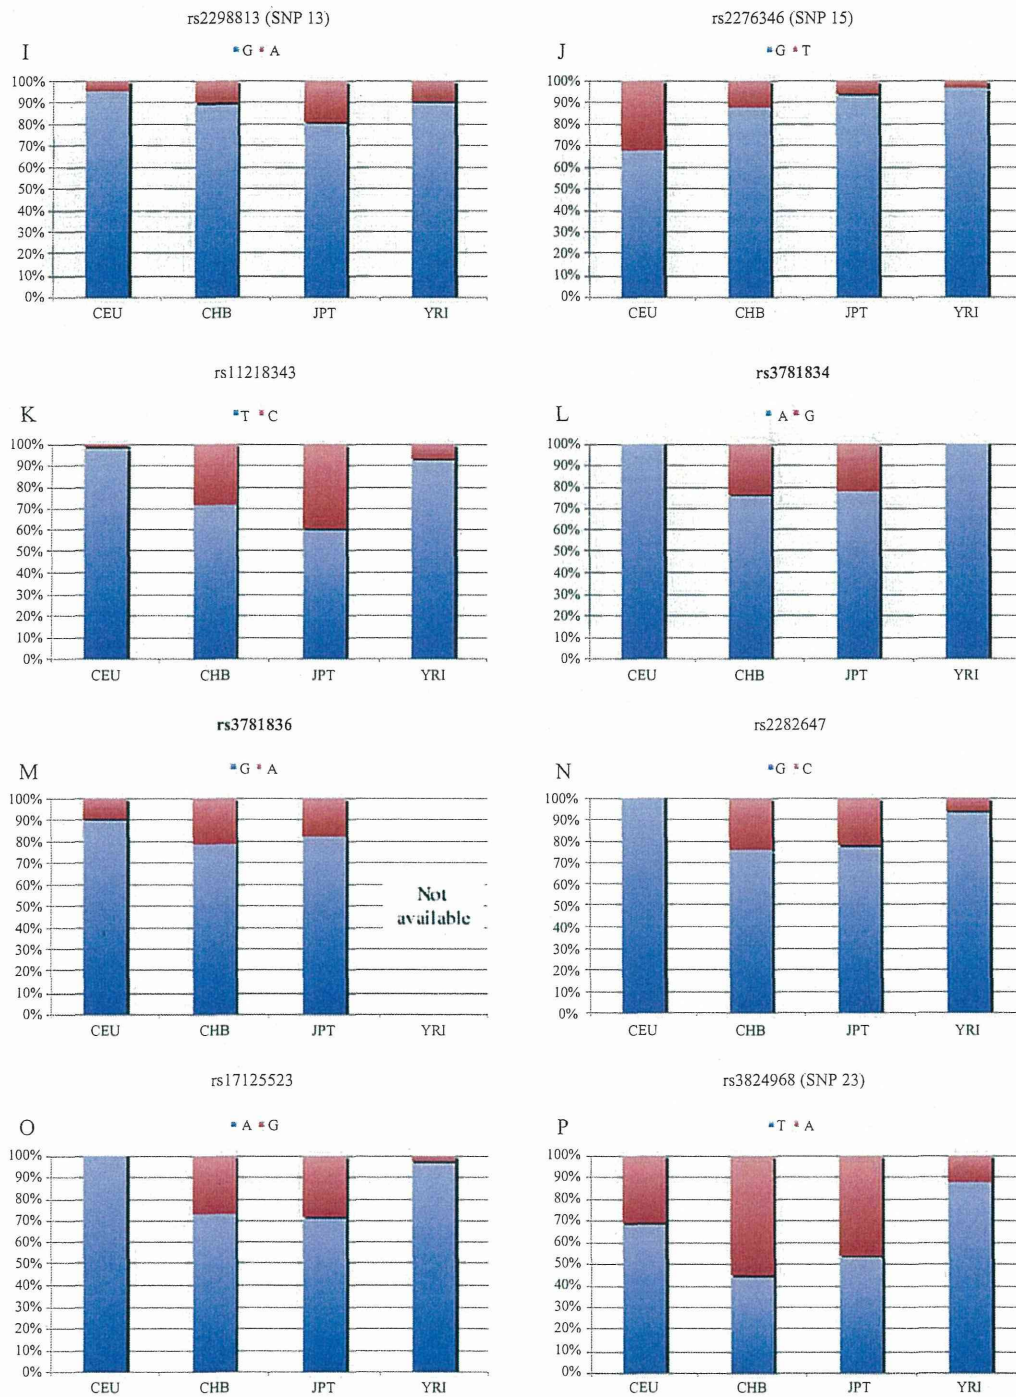 rs2298813 (SNP 13)
I
G A
100%
90%
80%
70%
60%
50%
40%
30%
20%
10%
0%
CEU CHB JPT YRI
rs2276346 (SNP 15)
J
G T
100%
90%
80%
70%
60%
50%
40%
30%
20%
10%
0%
CEU CHB JPT YRI
rs11218343
K
T C
100%
90%
80%
70%
60%
50%
40%
30%
20%
10%
0%
CEU CHB JPT YRI
rs3781834
L
A G
100%
90%
80%
70%
60%
50%
40%
30%
20%
10%
0%
CEU CHB JPT YRI
rs3781836
M
G A
100%
90%
80%
70%
60%
50%
40%
30%
20%
10%
0%
Not
available
CEU CHB JPT YRI
rs2282647
N
G C
100%
90%
80%
70%
60%
50%
40%
30%
20%
10%
0%
CEU CHB JPT YRI
rs17125523
O
A G
100%
90%
80%
70%
60%
50%
40%
30%
20%
10%
0%
CEU CHB JPT YRI
rs3824968 (SNP 23)
P
T A
100%
90%
80%
70%
60%
50%
40%
30%
20%
10%
0%
CEU CHB JPT YRI